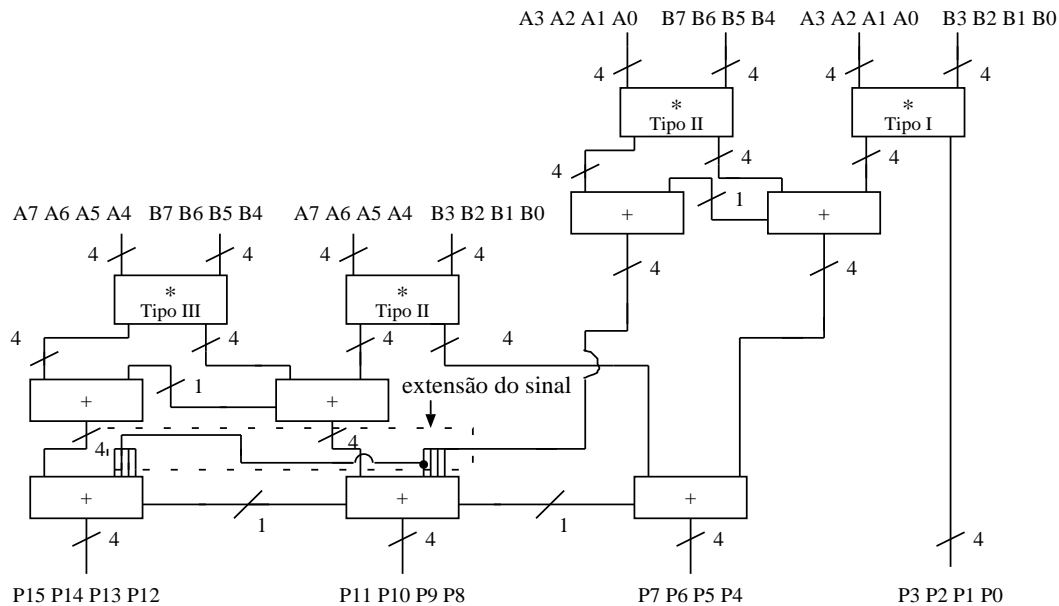 A3 A2 A1 A0 B7 B6 B5 B4 A3 A2 A1 A0 B3 B2 B1 B0
4 4 4 4
* *
Tipo II Tipo I
4 4 4
1
+ +
A7 A6 A5 A4 B7 B6 B5 B4 A7 A6 A5 A4 B3 B2 B1 B0
4 4 4 4 4 4
* *
Tipo III Tipo II
4 4 4 4 4
1
extensão do sinal
+ +
4 4
+ + +
1 1
4 4 4 4
P15 P14 P13 P12 P11 P10 P9 P8 P7 P6 P5 P4 P3 P2 P1 P0